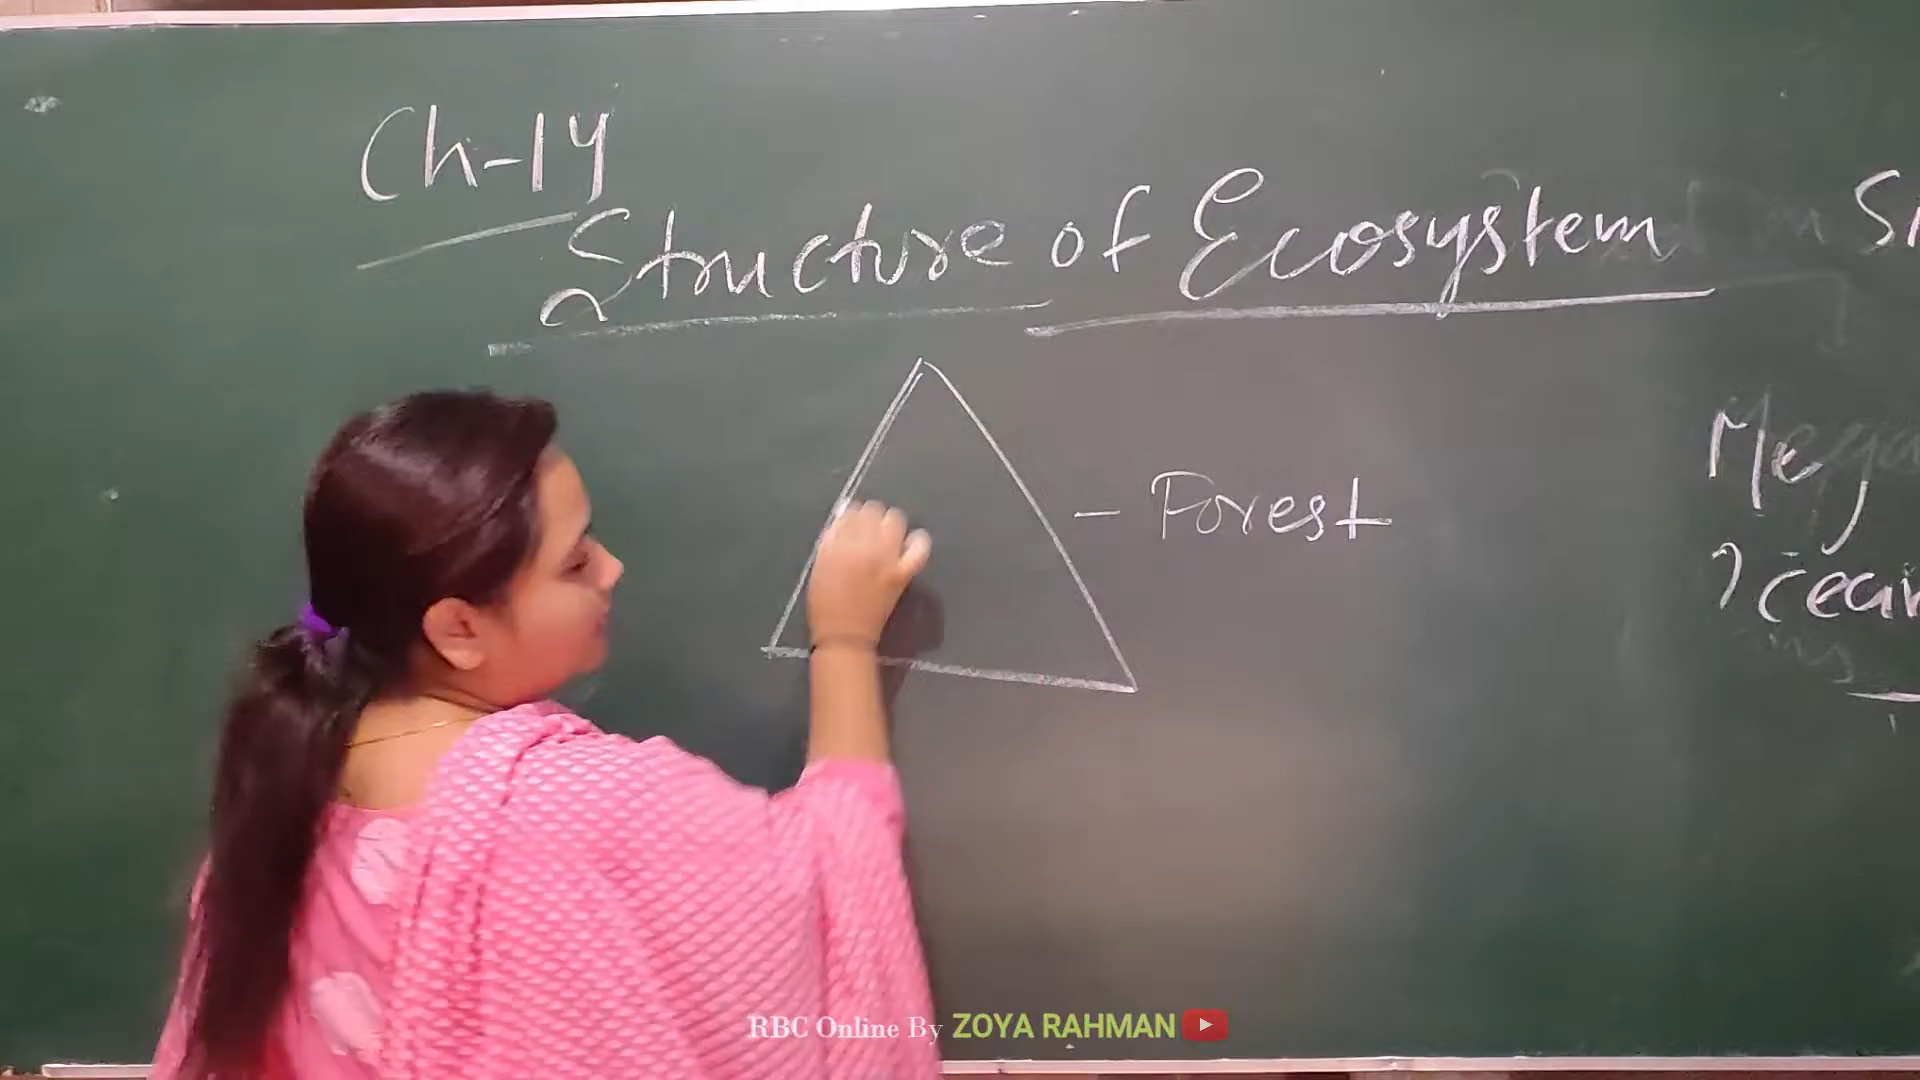 Ch-14
Structure of Ecosystem
- Forest
RBC Online By ZOYA RAHMAN